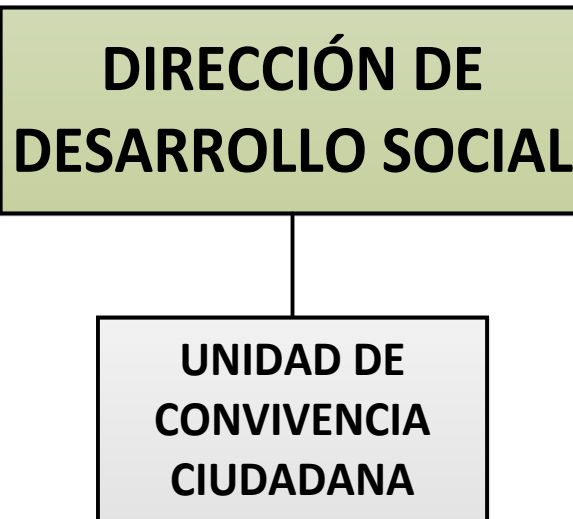 DIRECCIÓN DE
DESARROLLO SOCIAL
UNIDAD DE
CONVIVENCIA
CIUDADANA